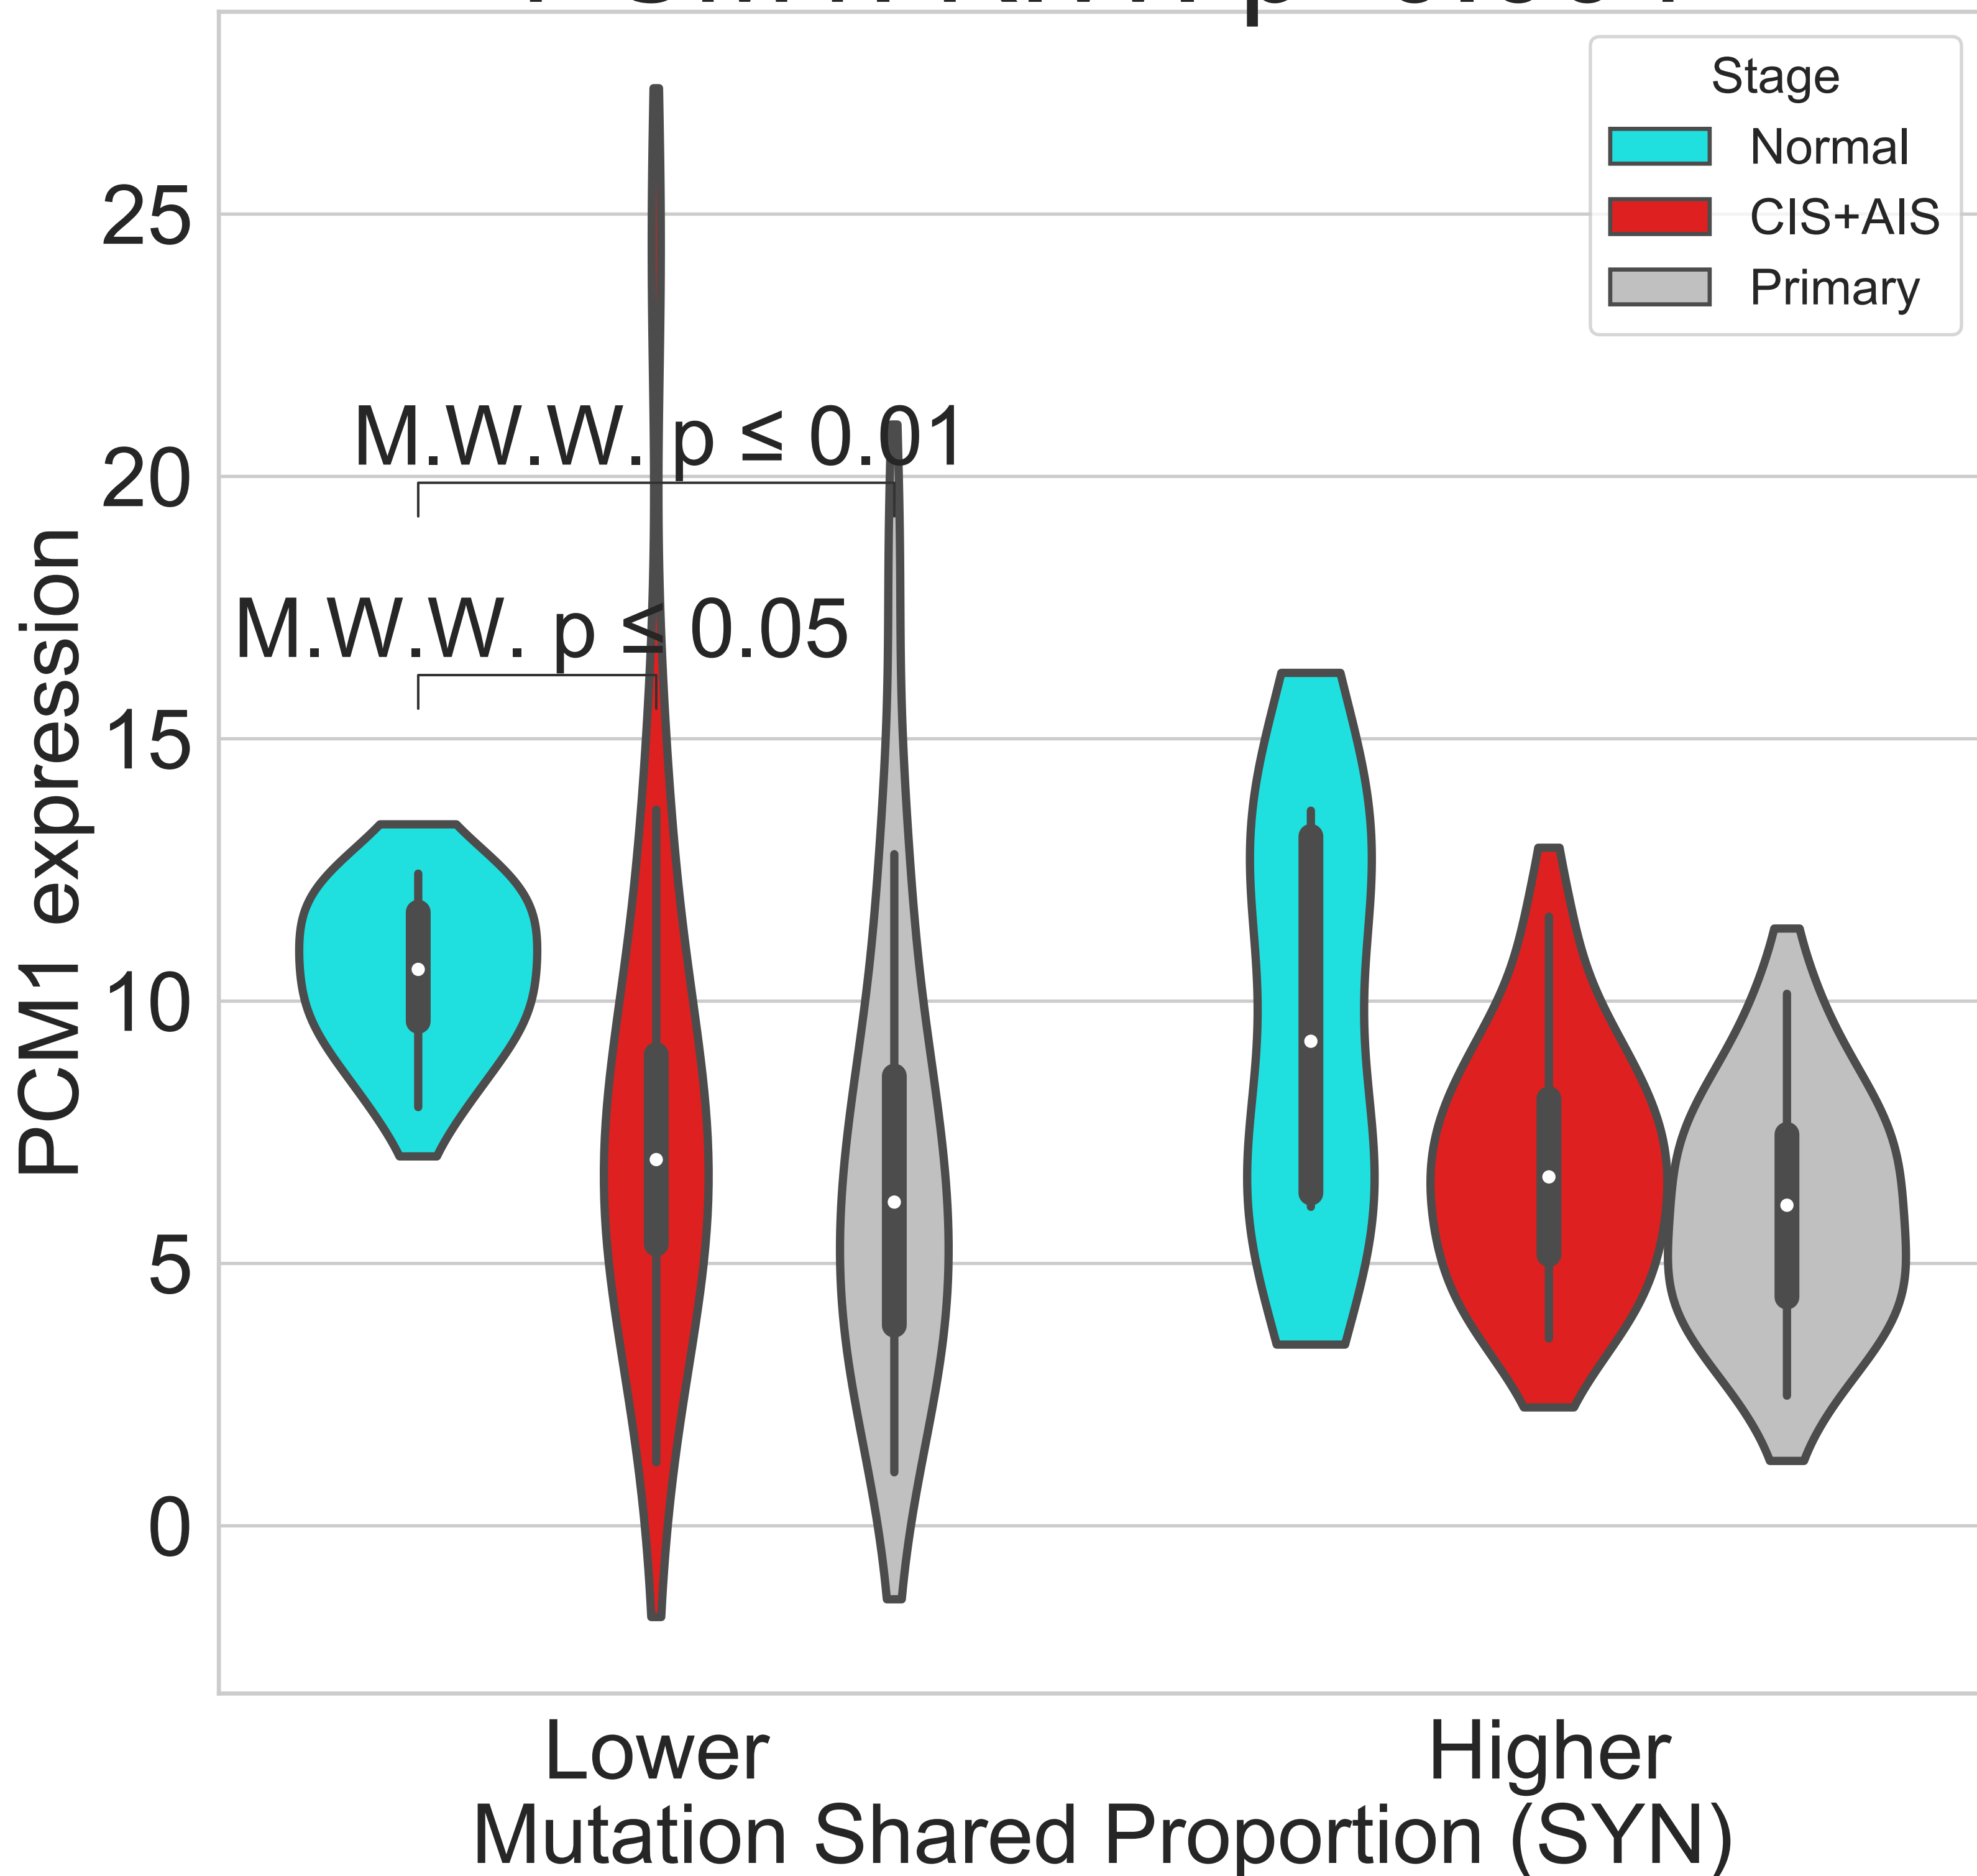 Stage
Normal
CIS+AIS
Primary
25
20
15
10
5
0
PCM1 expression
M.W.W. p ≤ 0.01
M.W.W. p ≤ 0.05
Lower
Higher
Mutation Shared Proportion (SYN)